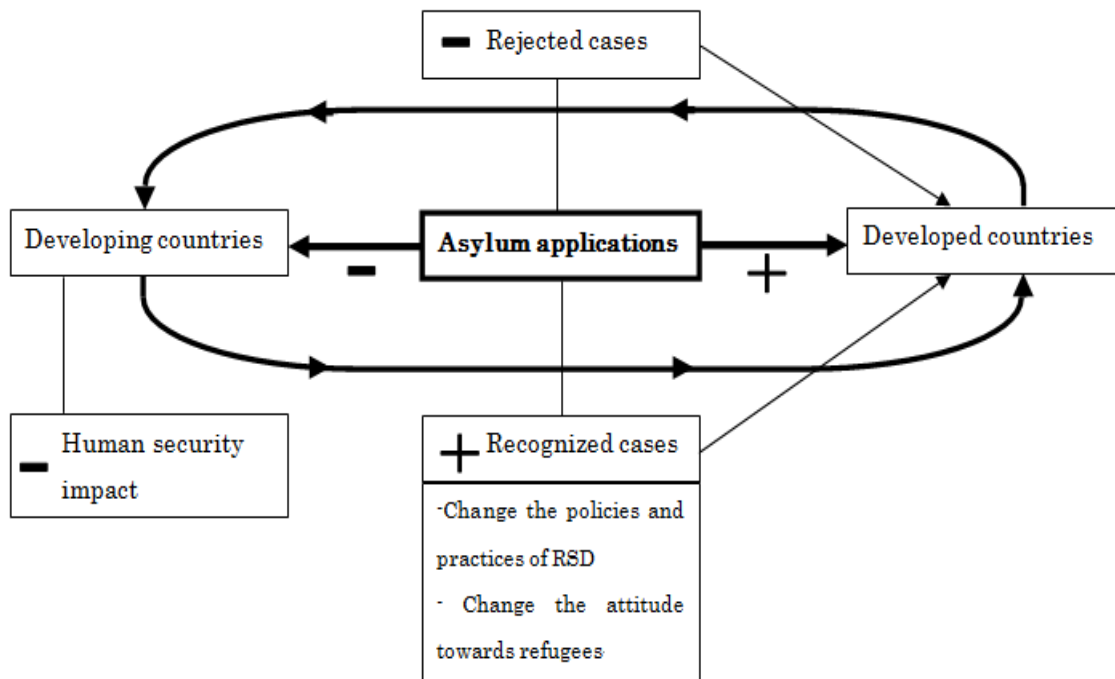 − Rejected cases
Developing countries
Asylum applications
Developed countries
−
+
− Human security
impact
+ Recognized cases
-Change the policies and
practices of RSD
- Change the attitude
towards refugees